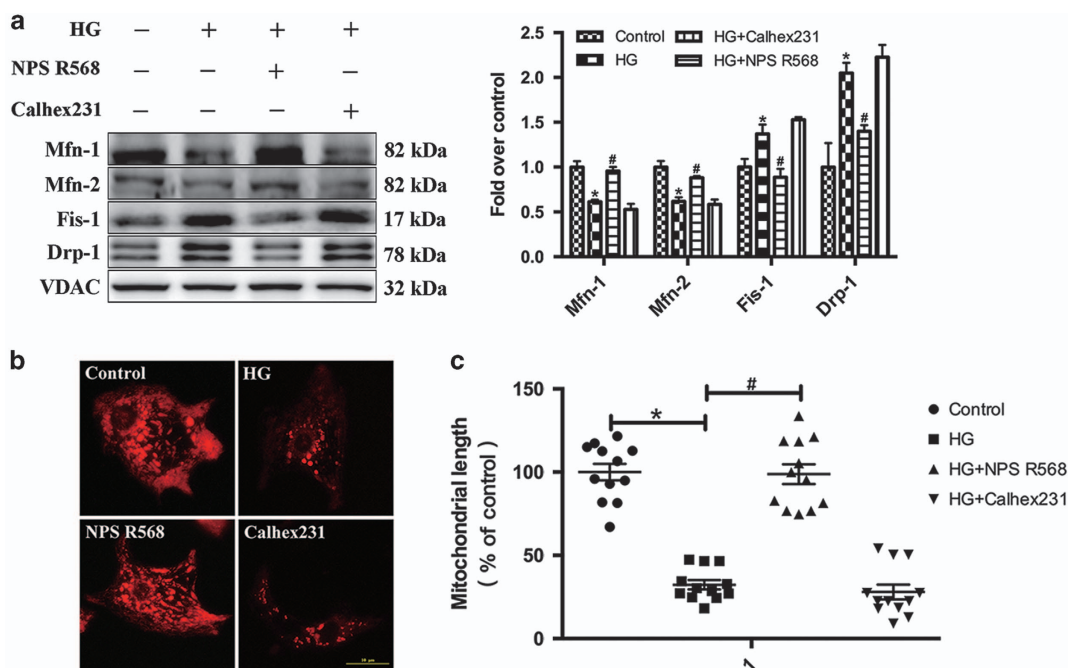 a
HG − + + +
NPS R568 − − + −
Calhex231 − − − +
Mfn-1 82 kDa
Mfn-2 82 kDa
Fis-1 17 kDa
Drp-1 78 kDa
VDAC 32 kDa
Fold over control
2.5
2.0
1.5
1.0
0.5
0.0
Control HG+Calhex231
HG HG+NPS R568
* # * # * # * #
Mfn-1 Mfn-2 Fis-1 Drp-1
b
Control HG
NPS R568 Calhex231
c
Mitochondrial length
( % of control )
150
100
50
0
* #
Control
HG
HG+NPS R568
HG+Calhex231